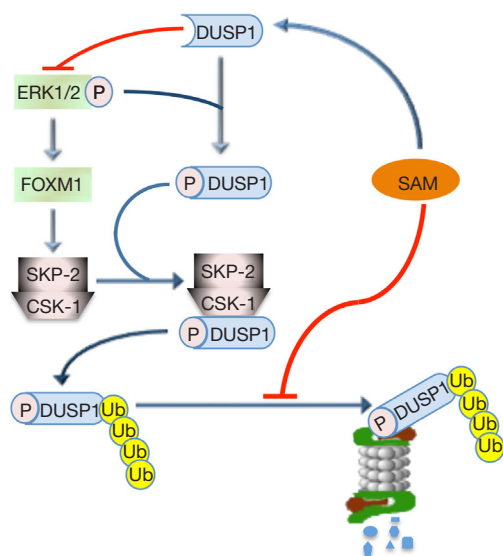 DUSP1
ERK1/2 P
P DUSP1
FOXM1
SAM
SKP-2
CSK-1
SKP-2
CSK-1
P DUSP1
P DUSP1 Ub
Ub
Ub
Ub
P DUSP1 Ub
Ub
Ub
Ub